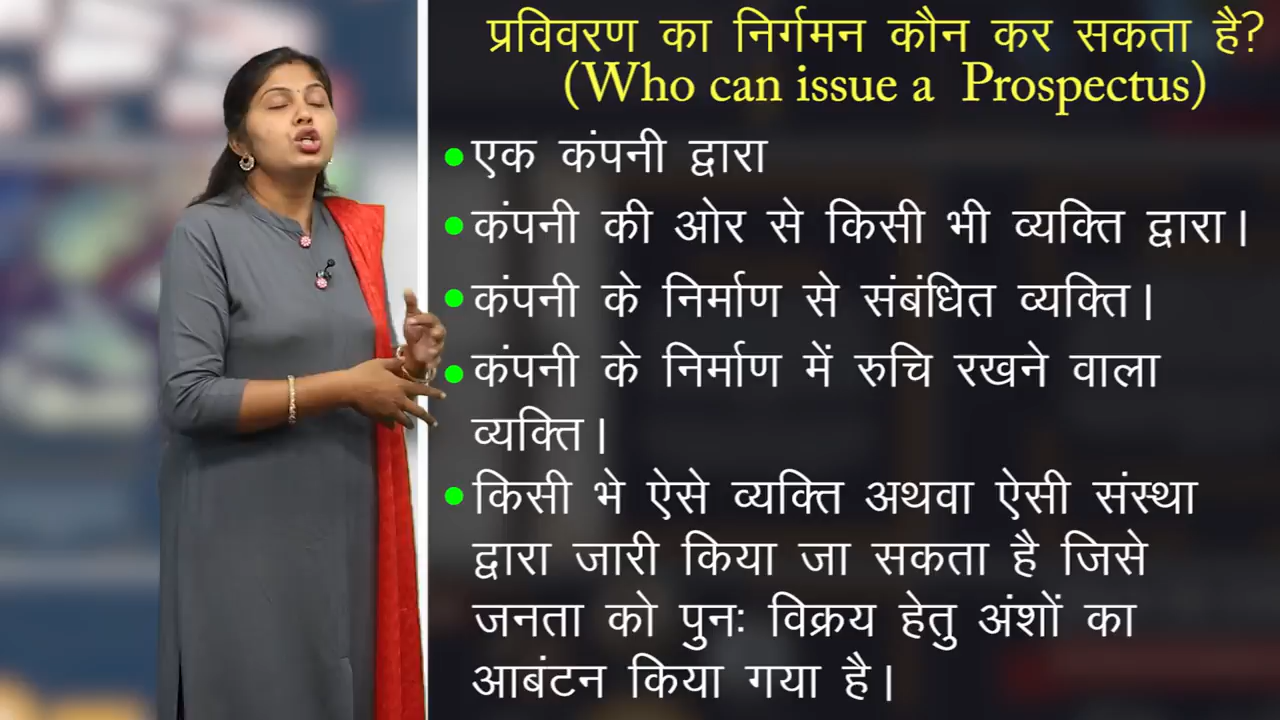 प्रविवरण का निर्गमन कौन कर सकता है?
(Who can issue a Prospectus)
एक कंपनी द्वारा
कंपनी की ओर से किसी भी व्यक्ति द्वारा।
कंपनी के निर्माण से संबंधित व्यक्ति।
कंपनी के निर्माण में रुचि रखने वाला
व्यक्ति।
किसी भे ऐसे व्यक्ति अथवा ऐसी संस्था
द्वारा जारी किया जा सकता है जिसे
जनता को पुनः विक्रय हेतु अंशों का
आबंटन किया गया है।